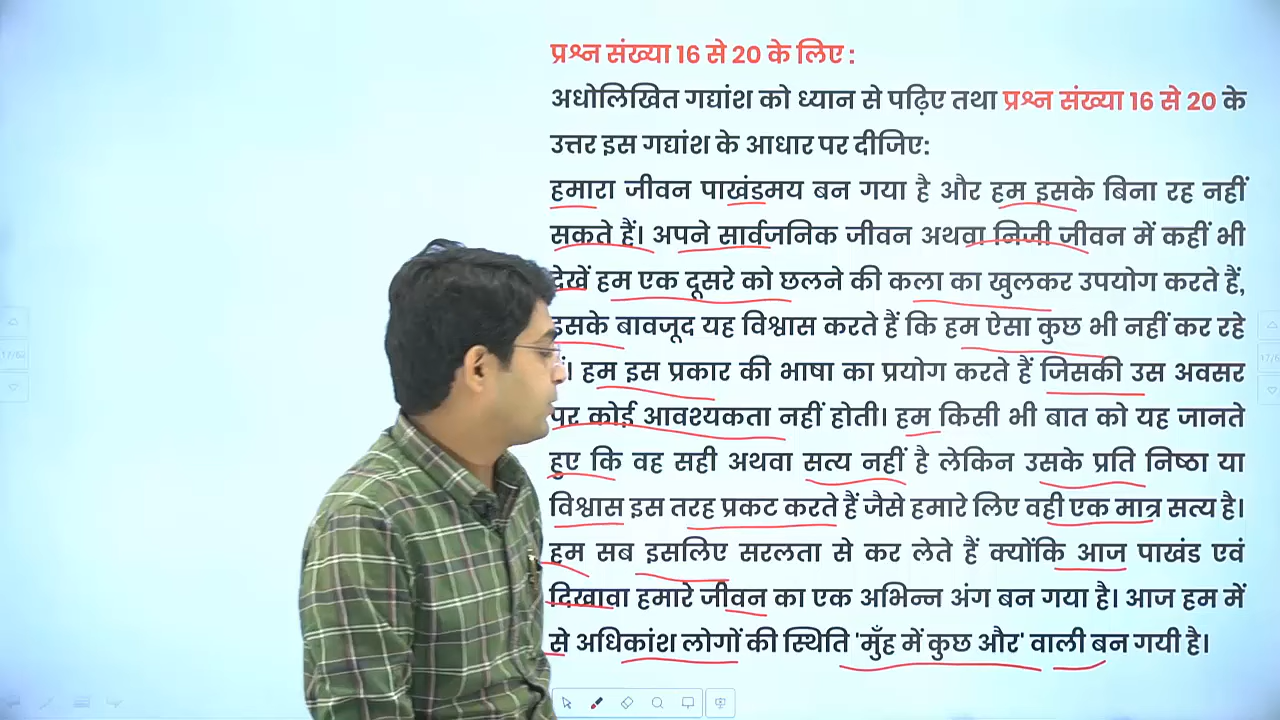 प्रश्न संख्या 16 से 20 के लिए :
अधोलिखित गद्यांश को ध्यान से पढ़िए तथा प्रश्न संख्या 16 से 20 के
उत्तर इस गद्यांश के आधार पर दीजिए:
हमारा जीवन पाखंडमय बन गया है और हम इसके बिना रह नहीं
सकते हैं। अपने सार्वजनिक जीवन अथवा निजी जीवन में कहीं भी
देखें हम एक दूसरे को छलने की कला का खुलकर उपयोग करते हैं,
इसके बावजूद यह विश्वास करते हैं कि हम ऐसा कुछ भी नहीं कर रहे
हम इस प्रकार की भाषा का प्रयोग करते हैं जिसकी उस अवसर
पर कोई आवश्यकता नहीं होती। हम किसी भी बात को यह जानते
हुए कि वह सही अथवा सत्य नहीं है लेकिन उसके प्रति निष्ठा या
विश्वास इस तरह प्रकट करते हैं जैसे हमारे लिए वही एक मात्र सत्य है।
हम सब इसलिए सरलता से कर लेते हैं क्योंकि आज पाखंड एवं
दिखावा हमारे जीवन का एक अभिन्न अंग बन गया है। आज हम में
से अधिकांश लोगों की स्थिति 'मुँह में कुछ और' वाली बन गयी है।